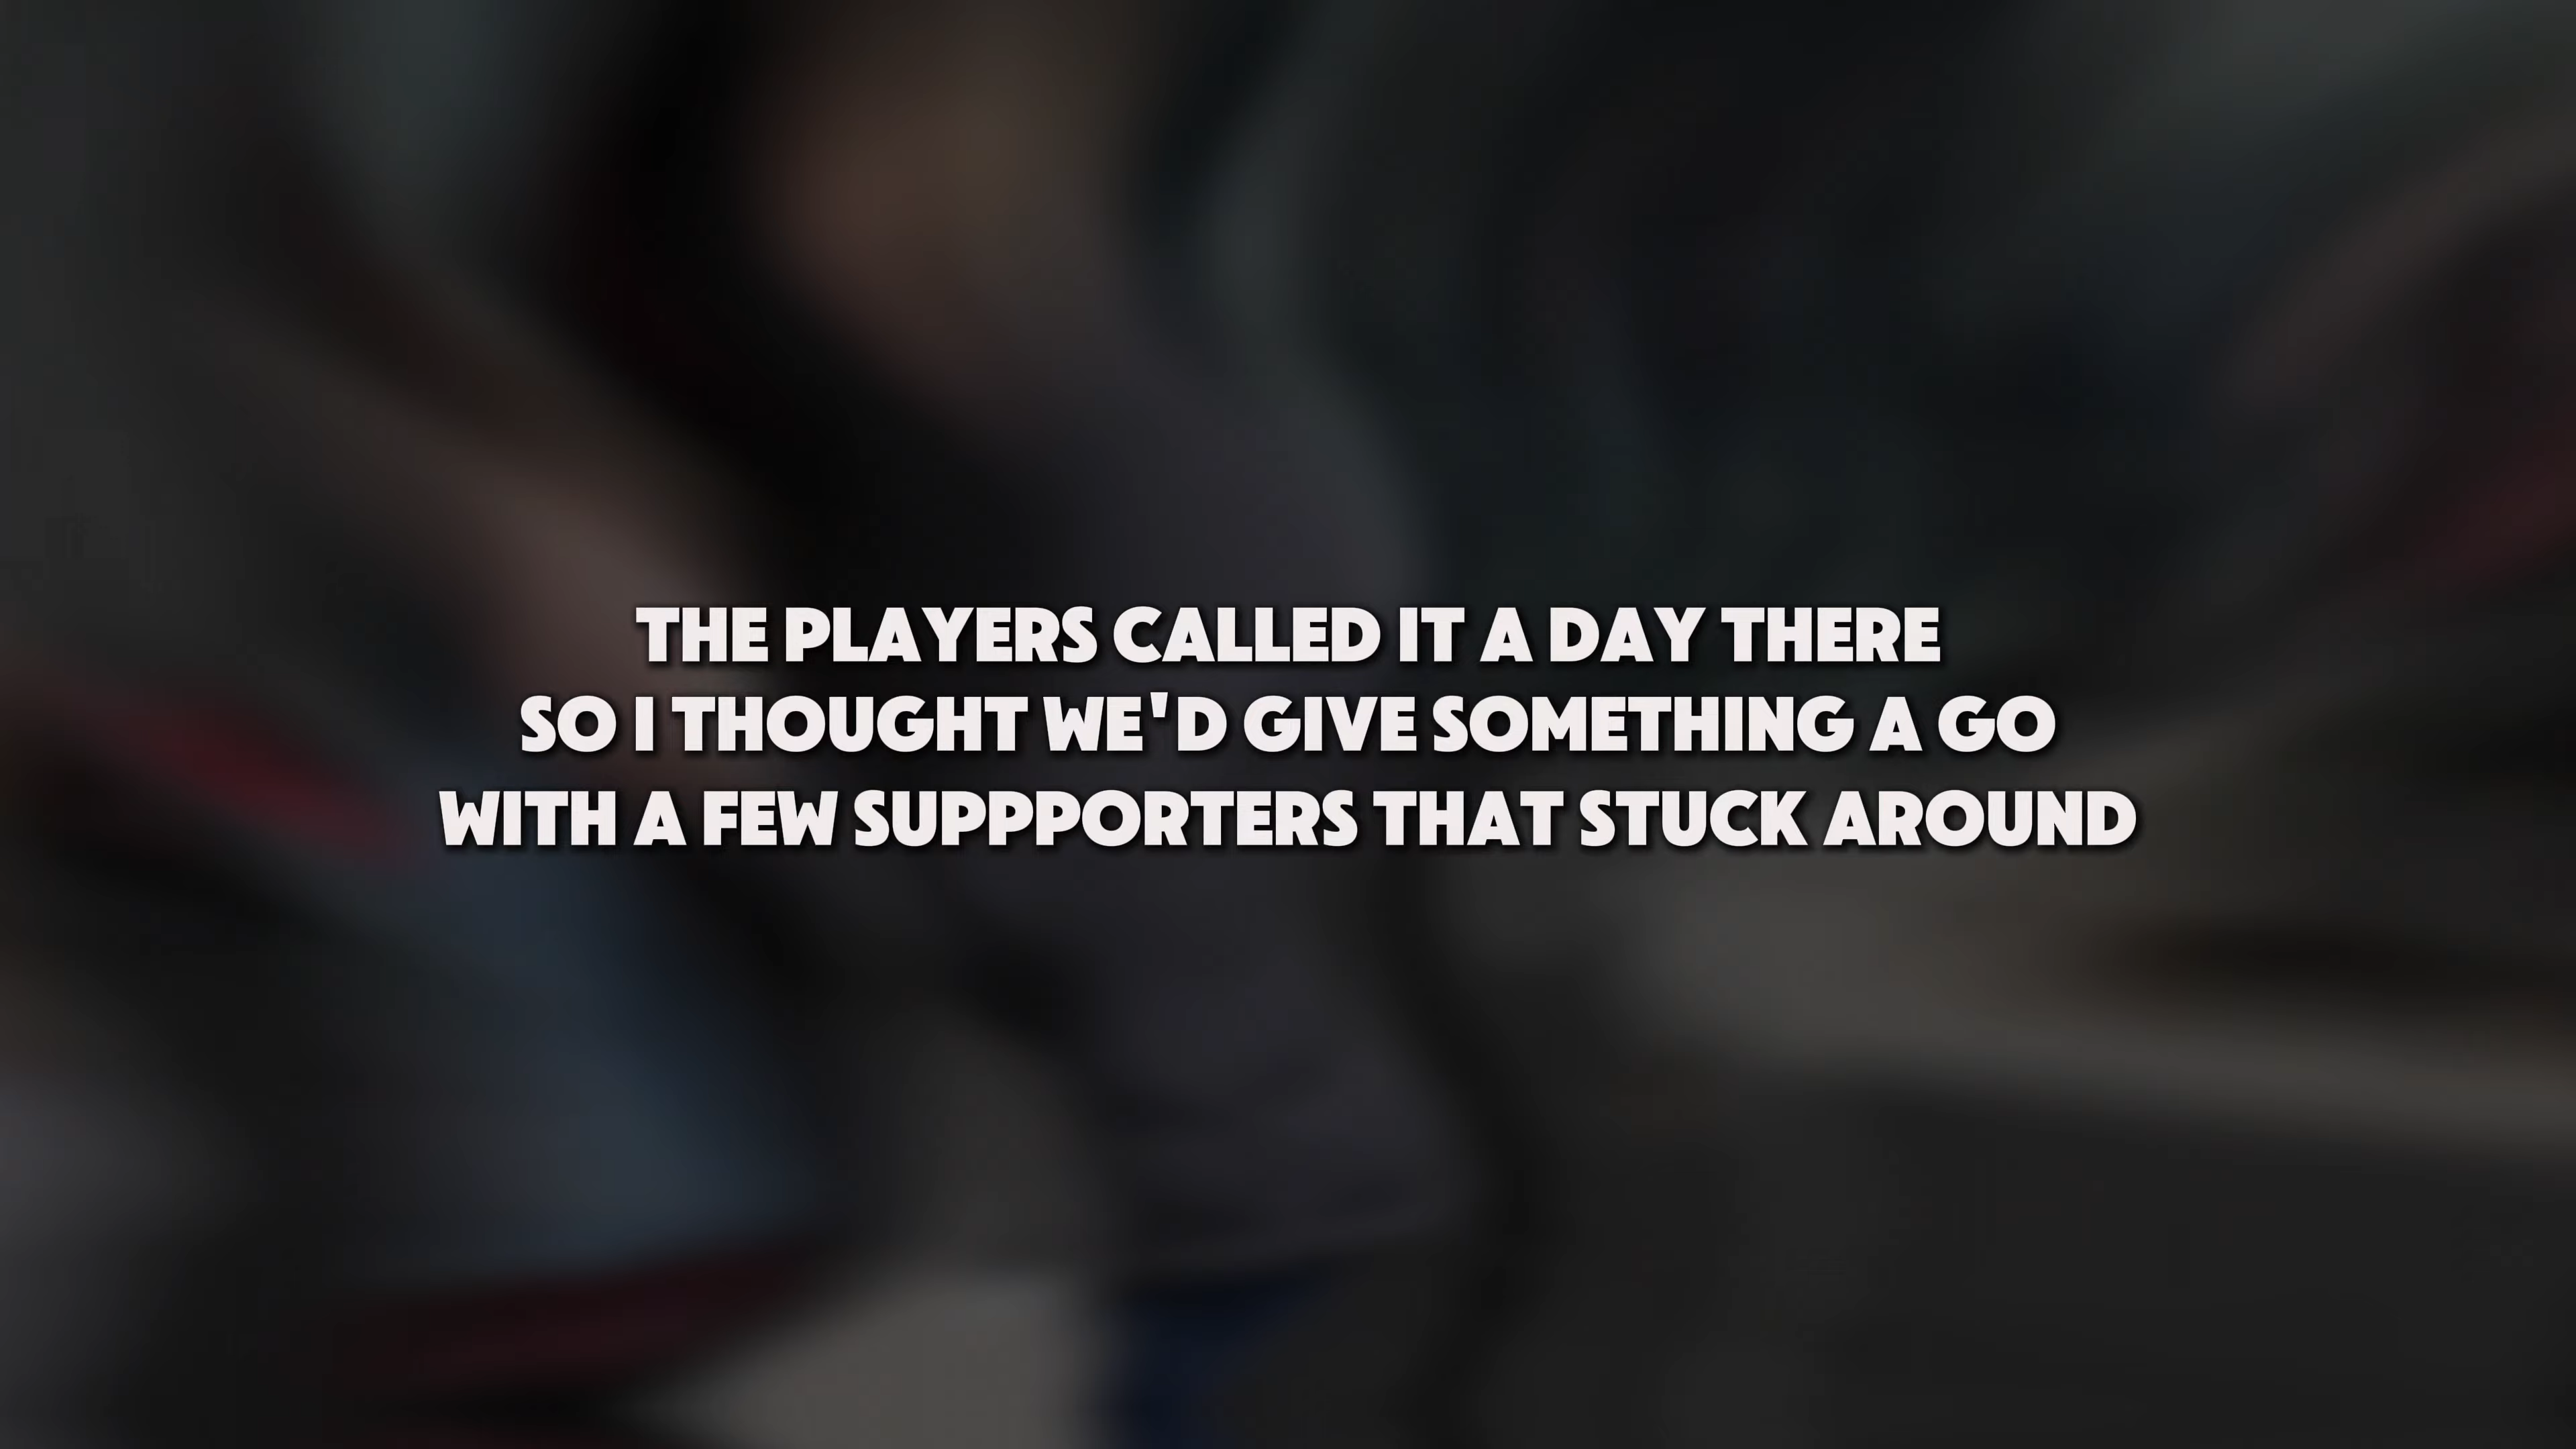 THE PLAYERS CALLED IT A DAY THERE
SO I THOUGHT WE'D GIVE SOMETHING A GO
WITH A FEW SUPPPORTERS THAT STUCK AROUND